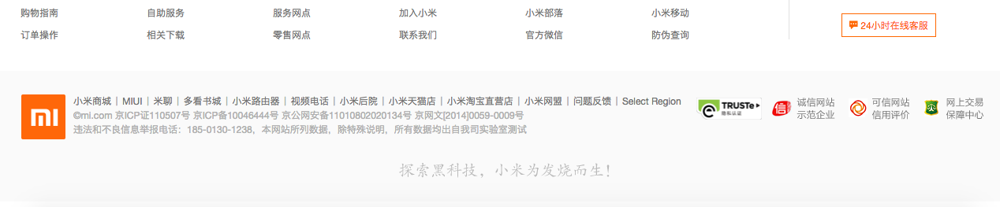 购物指南 自助服务 服务网点 加入小米 小米部落 小米移动
订单操作 相关下载 零售网点 联系我们 官方微信 防伪查询
24小时在线客服
小米商城 | MIUI | 米聊 | 多看书城 | 小米路由器 | 视频电话 | 小米后院 | 小米天猫店 | 小米淘宝直营店 | 小米网盟 | 问题反馈 | Select Region
©mi.com 京ICP证110507号 京ICP备10046444号 京公网安备11010802020134号 京网文[2014]0059-0009号
违法和不良信息举报电话：185-0130-1238，本网站所列数据，除特殊说明，所有数据均出自我司实验室测试
TRUSTe
隐私认证
诚信网站
示范企业
可信网站
信用评价
网上交易
保障中心
探索黑科技，小米为发烧而生！